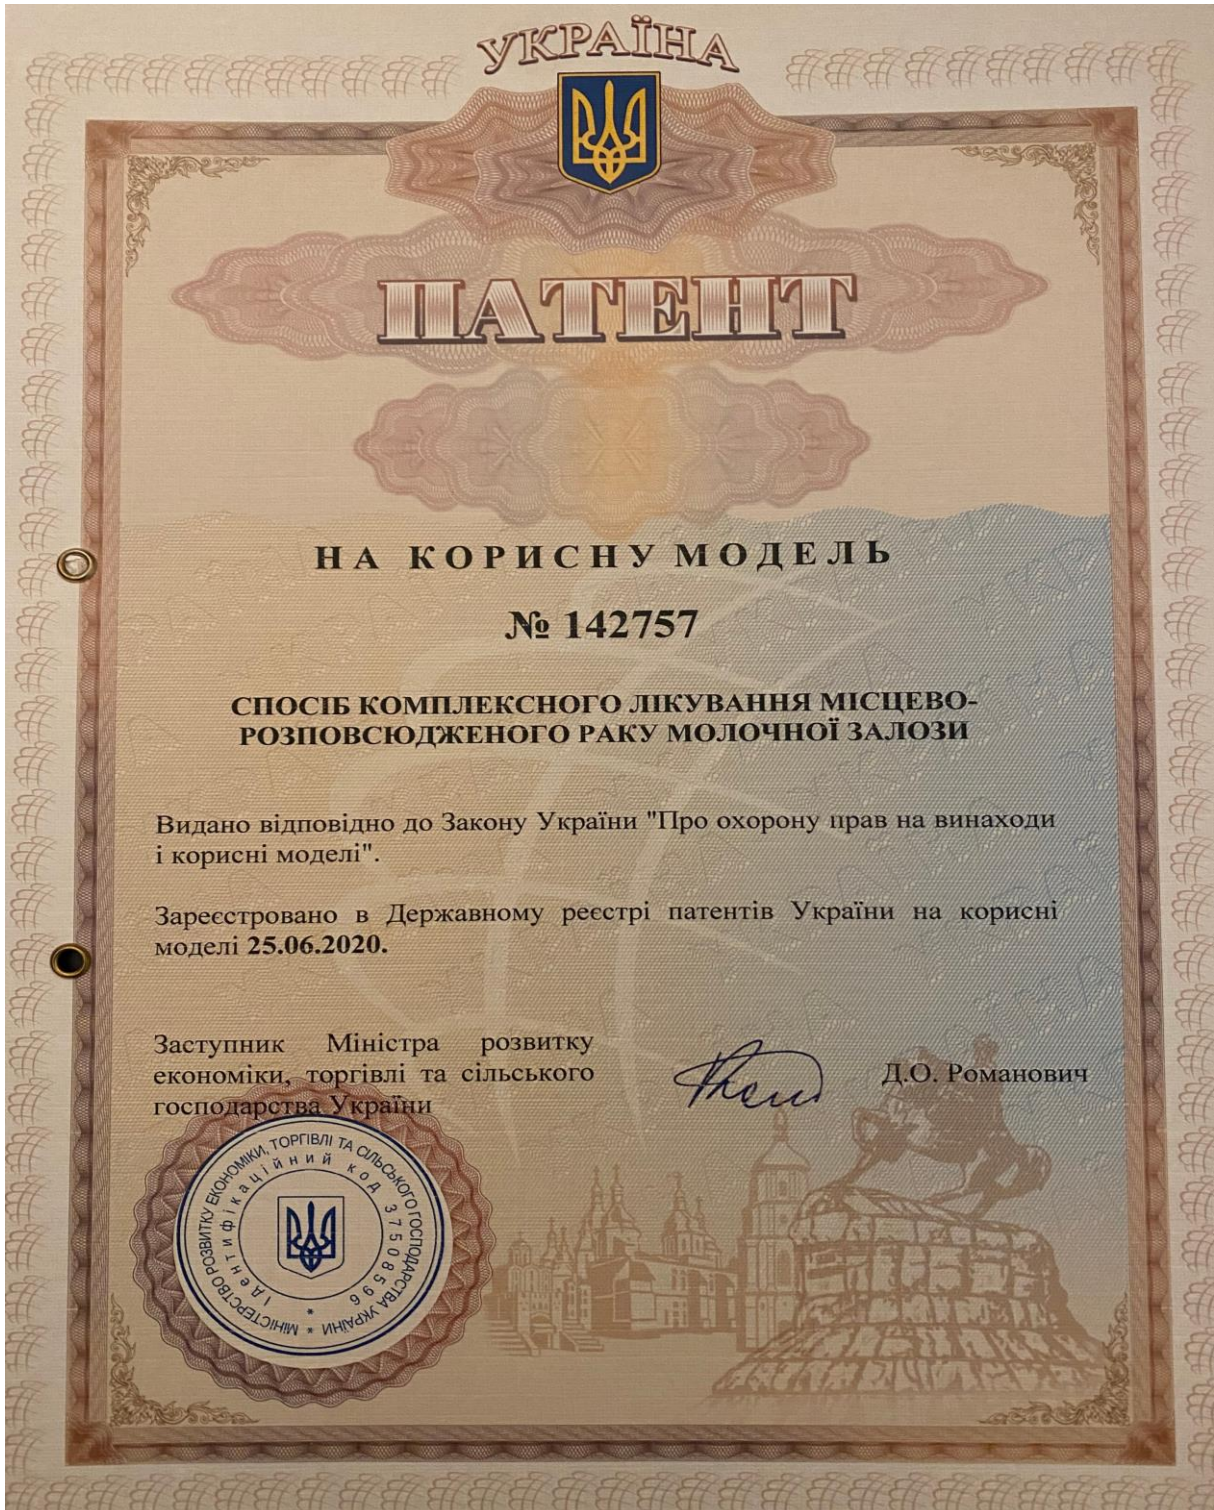 УКРАЇНА
ПАТЕНТ
НА КОРИСНУ МОДЕЛЬ
№ 142757
СПОСІБ КОМПЛЕКСНОГО ЛІКУВАННЯ МІСЦЕВО-
РОЗПОВСЮДЖЕНОГО РАКУ МОЛОЧНОЇ ЗАЛОЗИ
Видано відповідно до Закону України "Про охорону прав на винаходи
і корисні моделі".
Зареєстровано в Державному реєстрі патентів України на корисні
моделі 25.06.2020.
Заступник Міністра розвитку
економіки, торгівлі та сільського
господарства України
Д.О. Романович
МІНІСТЕРСТВО РОЗВИТКУ ЕКОНОМІКИ, ТОРГІВЛІ ТА СІЛЬСЬКОГО ГОСПОДАРСТВА УКРАЇНИ *
Ідентифікаційний код 37508596 *